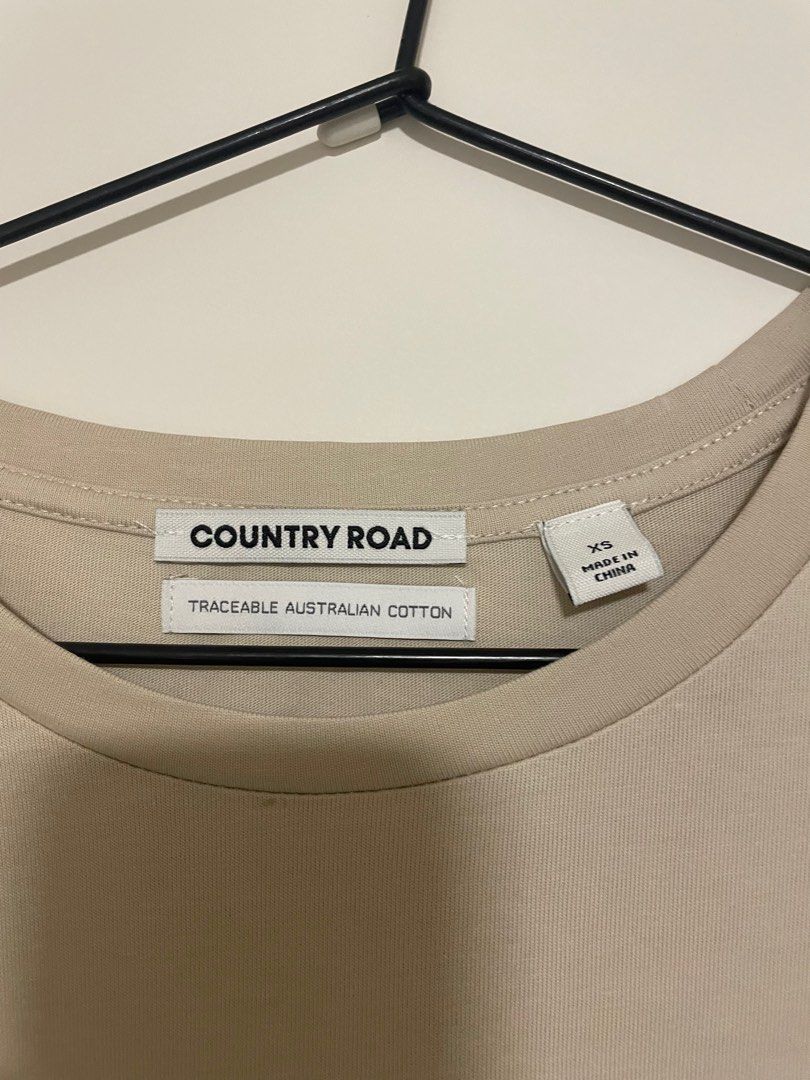 COUNTRY ROAD
TRACEABLE AUSTRALIAN COTTON
XS
MADE IN
CHINA